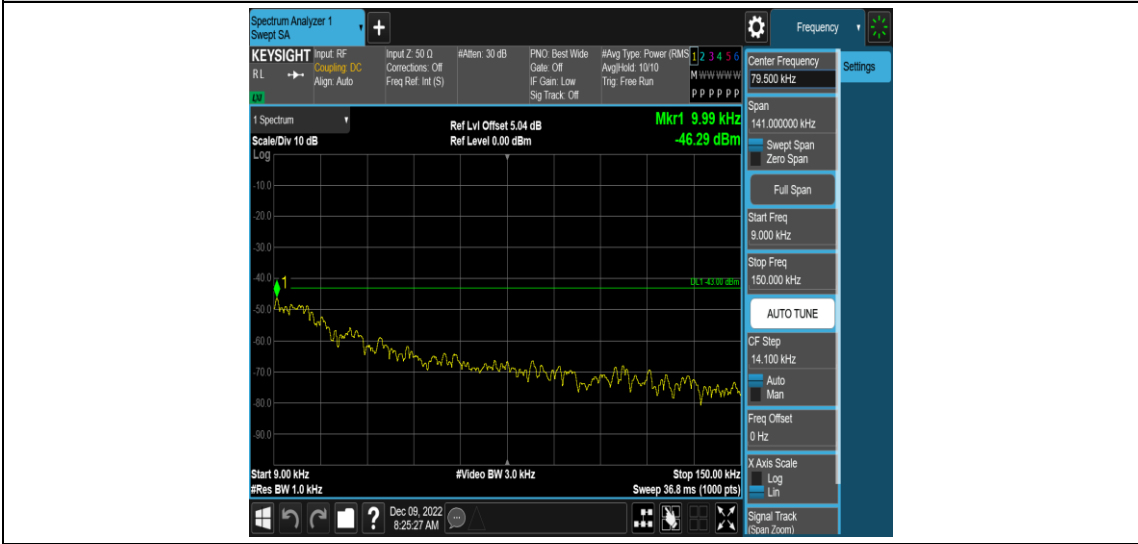 Spectrum Analyzer 1
Swept SA
+
Frequency
KEYSIGHT
RL
Input: RF
Coupling: DC
Align: Auto
Input Z: 50 Ω
Corrections: Off
Freq Ref: Int (S)
#Atten: 30 dB
PNO: Best Wide
Gate: Off
IF Gain: Low
Sig Track: Off
#Avg Type: Power (RMS
Avg|Hold: 10/10
Trig: Free Run
1 2 3 4 5 6
M W W W W W
P P P P P P
1 Spectrum
Scale/Div 10 dB
Log
Ref Lvl Offset 5.04 dB
Ref Level 0.00 dBm
Mkr1 9.99 kHz
-46.29 dBm
-10.0
-20.0
-30.0
-40.0
-50.0
-60.0
-70.0
-80.0
-90.0
1
DL1 -43.00 dBm
Start 9.00 kHz
#Res BW 1.0 kHz
#Video BW 3.0 kHz
Stop 150.00 kHz
Sweep 36.8 ms (1000 pts)
?
Dec 09, 2022
8:25:27 AM
Center Frequency
79.500 kHz
Settings
Span
141.000000 kHz
Swept Span
Zero Span
Full Span
Start Freq
9.000 kHz
Stop Freq
150.000 kHz
AUTO TUNE
CF Step
14.100 kHz
Auto
Man
Freq Offset
0 Hz
X Axis Scale
Log
Lin
Signal Track
(Span Zoom)